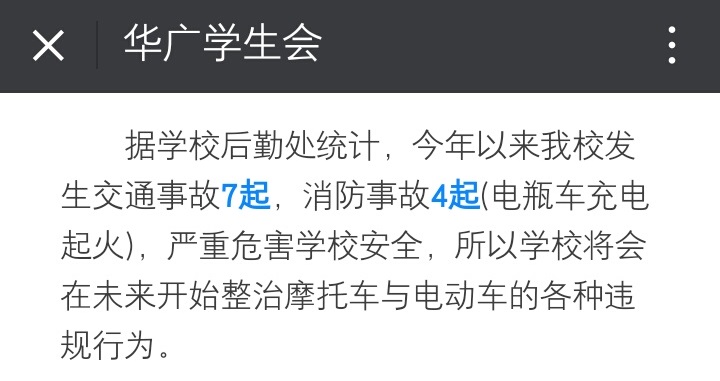 华广学生会
据学校后勤处统计，今年以来我校发
生交通事故7起，消防事故4起(电瓶车充电
起火)，严重危害学校安全，所以学校将会
在未来开始整治摩托车与电动车的各种违
规行为。